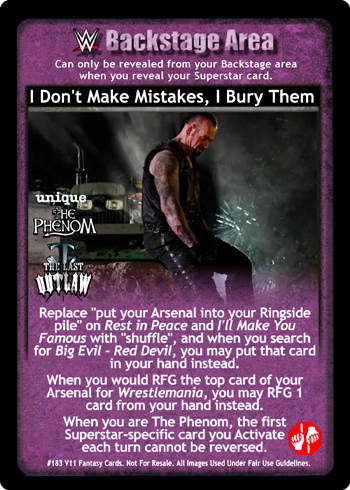 W Backstage Area
Can only be revealed from your Backstage area
when you reveal your Superstar card.
I Don't Make Mistakes, I Bury Them
unique
THE
PHENOM
THE LAST
OUTLAW
Replace "put your Arsenal into your Ringside
pile" on Rest in Peace and I'll Make You
Famous with "shuffle", and when you search
for Big Evil - Red Devil, you may put that card
in your hand instead.
When you would RFG the top card of your
Arsenal for Wrestlemania, you may RFG 1
card from your hand instead.
When you are The Phenom, the first
Superstar-specific card you Activate
each turn cannot be reversed.
#183 V11 Fantasy Cards. Not For Resale. All Images Used Under Fair Use Guidelines.